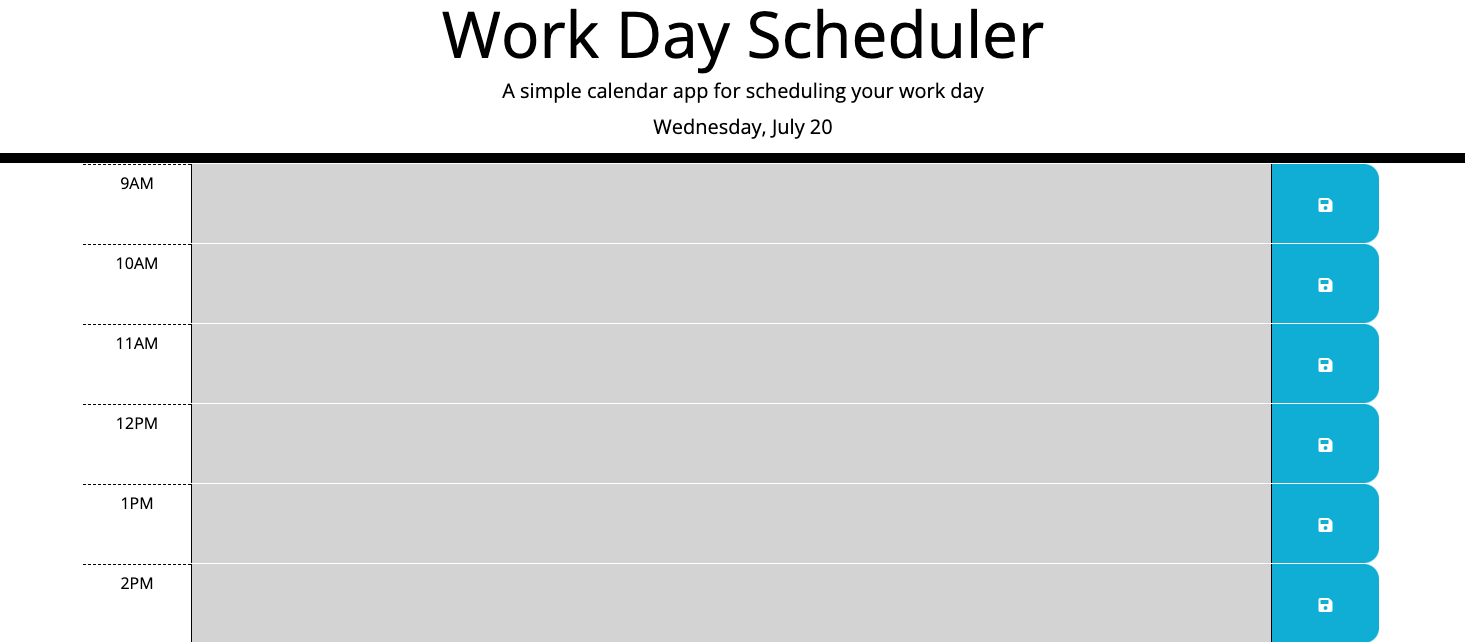 Work Day Scheduler
A simple calendar app for scheduling your work day
Wednesday, July 20
9AM
10AM
11AM
12PM
1PM
2PM